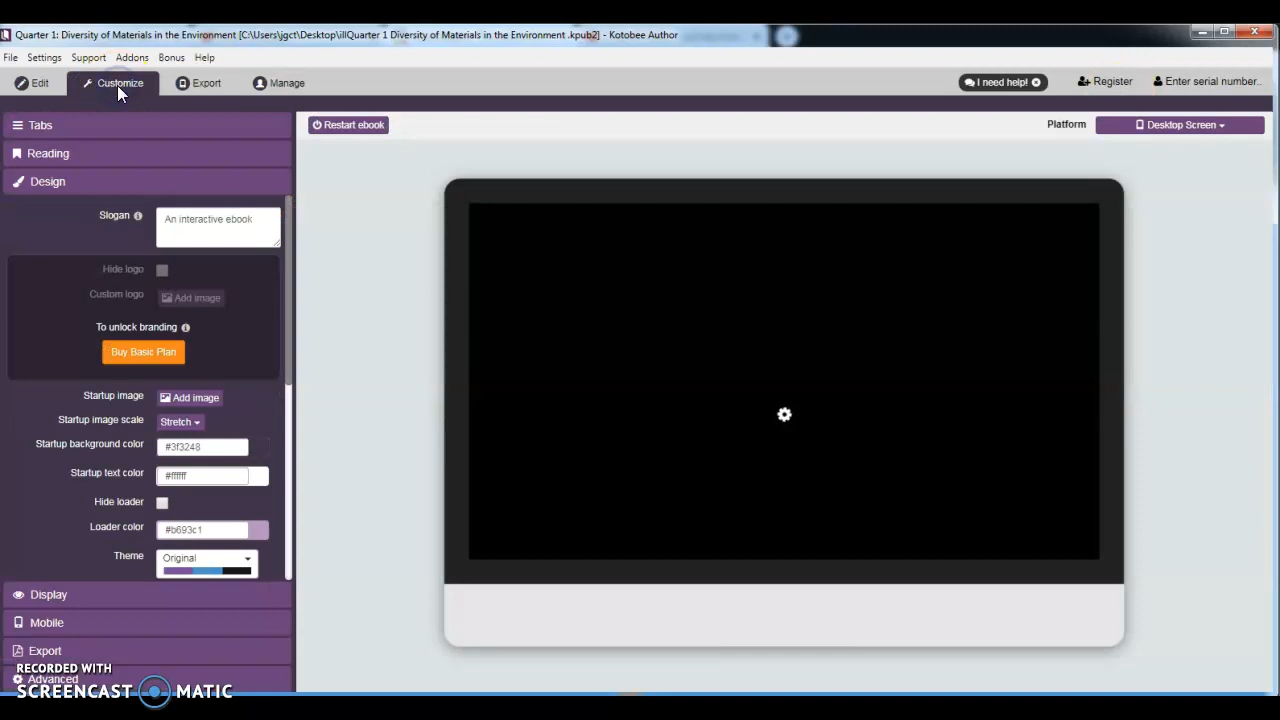 Quarter 1: Diversity of Materials in the Environment [C:\Users\jgct\Desktop\illQuarter 1 Diversity of Materials in the Environment .kpub2] - Kotobee Author
File Settings Support Addons Bonus Help
Edit Customize Export Manage I need help! Register Enter serial number..
Tabs
Restart ebook
Platform Desktop Screen
Reading
Design
Slogan An interactive ebook
Hide logo
Custom logo Add image
To unlock branding
Buy Basic Plan
Startup image Add image
Startup image scale Stretch
Startup background color #3f3248
Startup text color #ffffff
Hide loader
Loader color #b693c1
Theme Original
Display
Mobile
Export
Advanced
RECORDED WITH
SCREENCAST MATIC